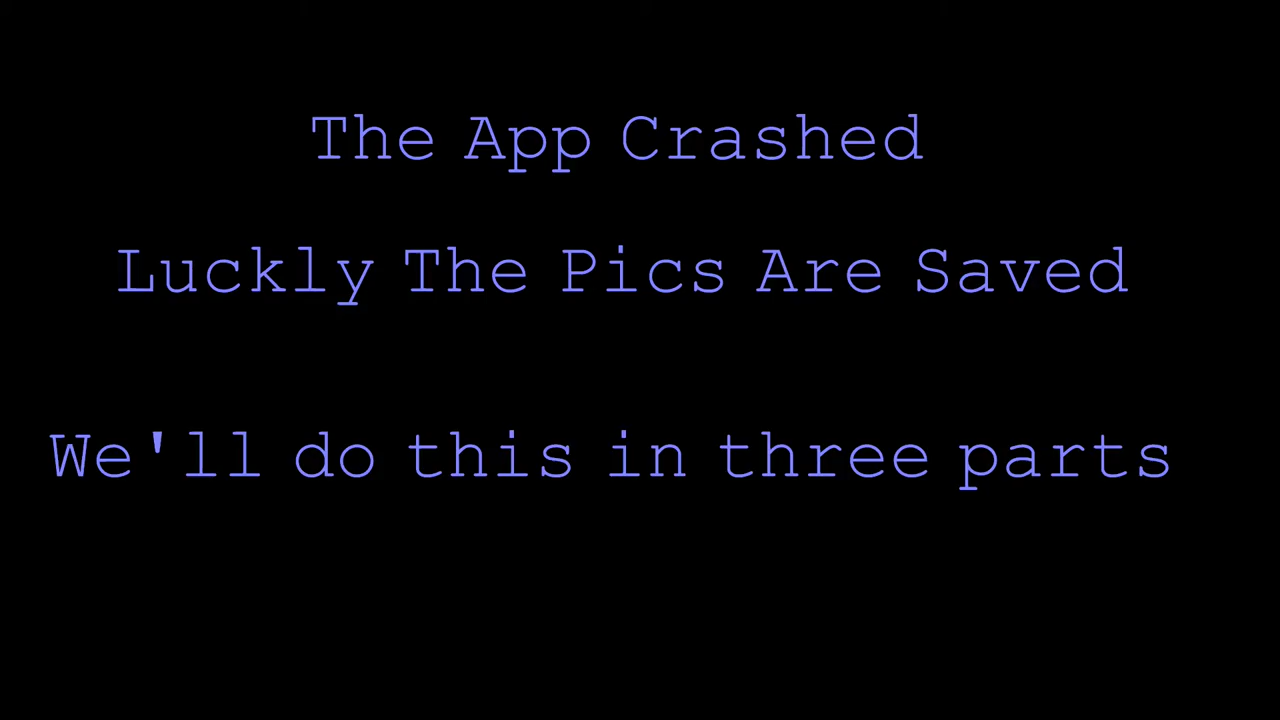 The App Crashed
Luckly The Pics Are Saved
We'll do this in three parts